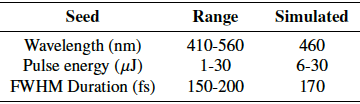 Seed Range Simulated
Wavelength (nm) 410-560 460
Pulse energy (μJ) 1-30 6-30
FWHM Duration (fs) 150-200 170